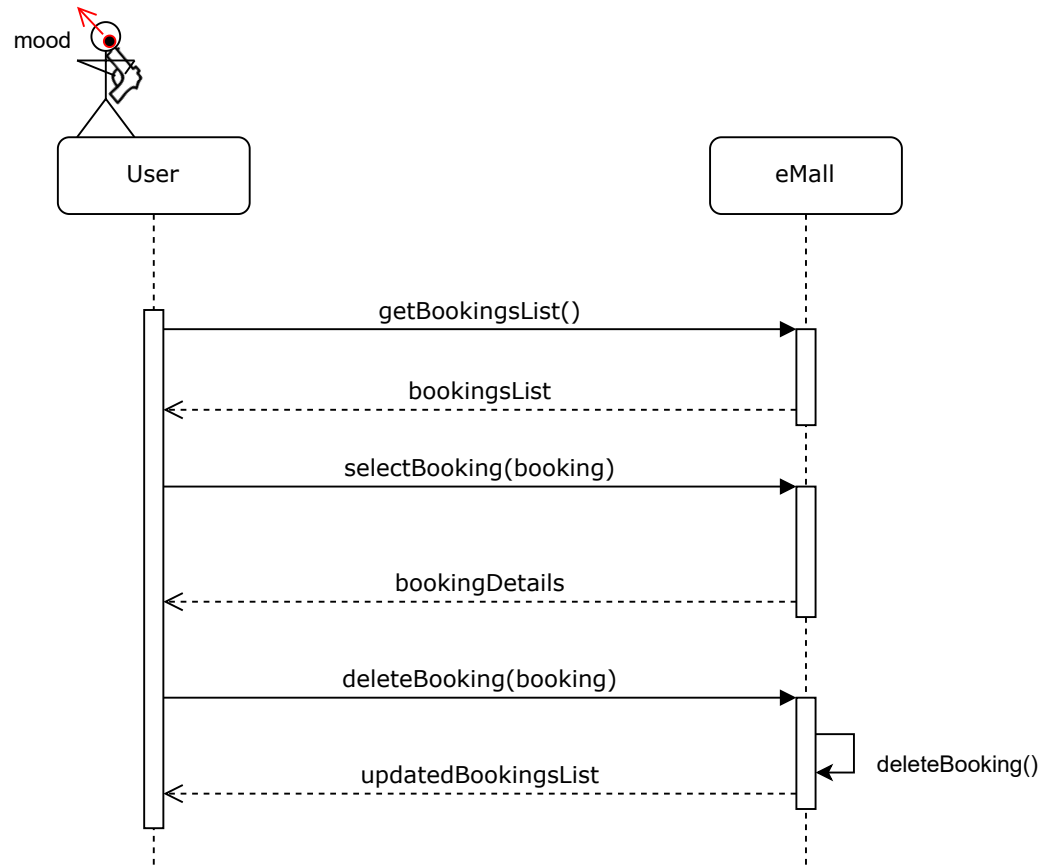 mood
User
eMall
getBookingsList()
bookingsList
selectBooking(booking)
bookingDetails
deleteBooking(booking)
deleteBooking()
updatedBookingsList